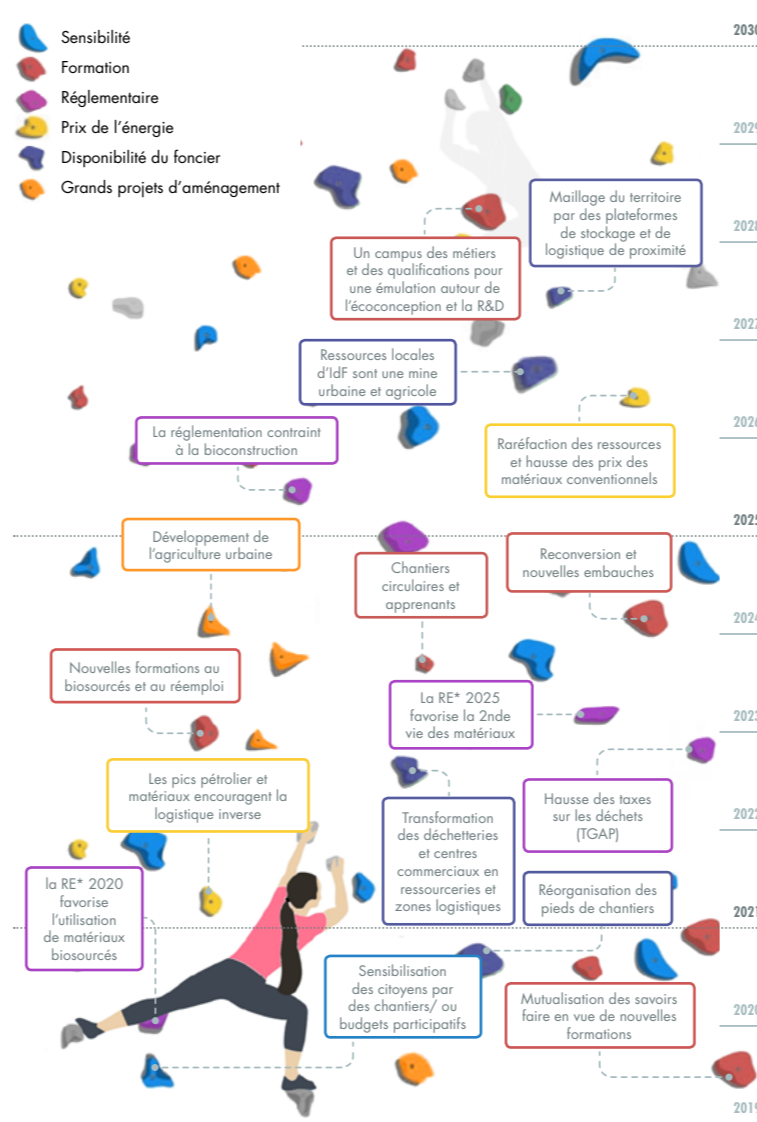 Sensibilité
Formation
Réglementaire
Prix de l'énergie
Disponibilité du foncier
Grands projets d'aménagement
2030
2029
Maillage du territoire
par des plateformes
de stockage et de
logistique de proximité
2028
Un campus des métiers
et des qualifications pour
une émulation autour de
l'écoconception et la R&D
2027
Ressources locales
d'IdF sont une mine
urbaine et agricole
2026
La réglementation contraint
à la bioconstruction
Raréfaction des ressources
et hausse des prix des
matériaux conventionnels
2025
Développement de
l'agriculture urbaine
Chantiers
circulaires et
apprenants
Reconversion et
nouvelles embauches
2024
Nouvelles formations au
biosourcés et au réemploi
La RE* 2025
favorise la 2nde
vie des matériaux
2023
Les pics pétrolier et
matériaux encouragent la
logistique inverse
Transformation
des déchetteries
et centres
commerciaux en
ressourceries et
zones logistiques
Hausse des taxes
sur les déchets
(TGAP)
2022
la RE* 2020
favorise
l'utilisation
de matériaux
biosourcés
Réorganisation des
pieds de chantiers
2021
Sensibilisation
des citoyens par
des chantiers/ ou
budgets participatifs
Mutualisation des savoirs
faire en vue de nouvelles
formations
2020
2019